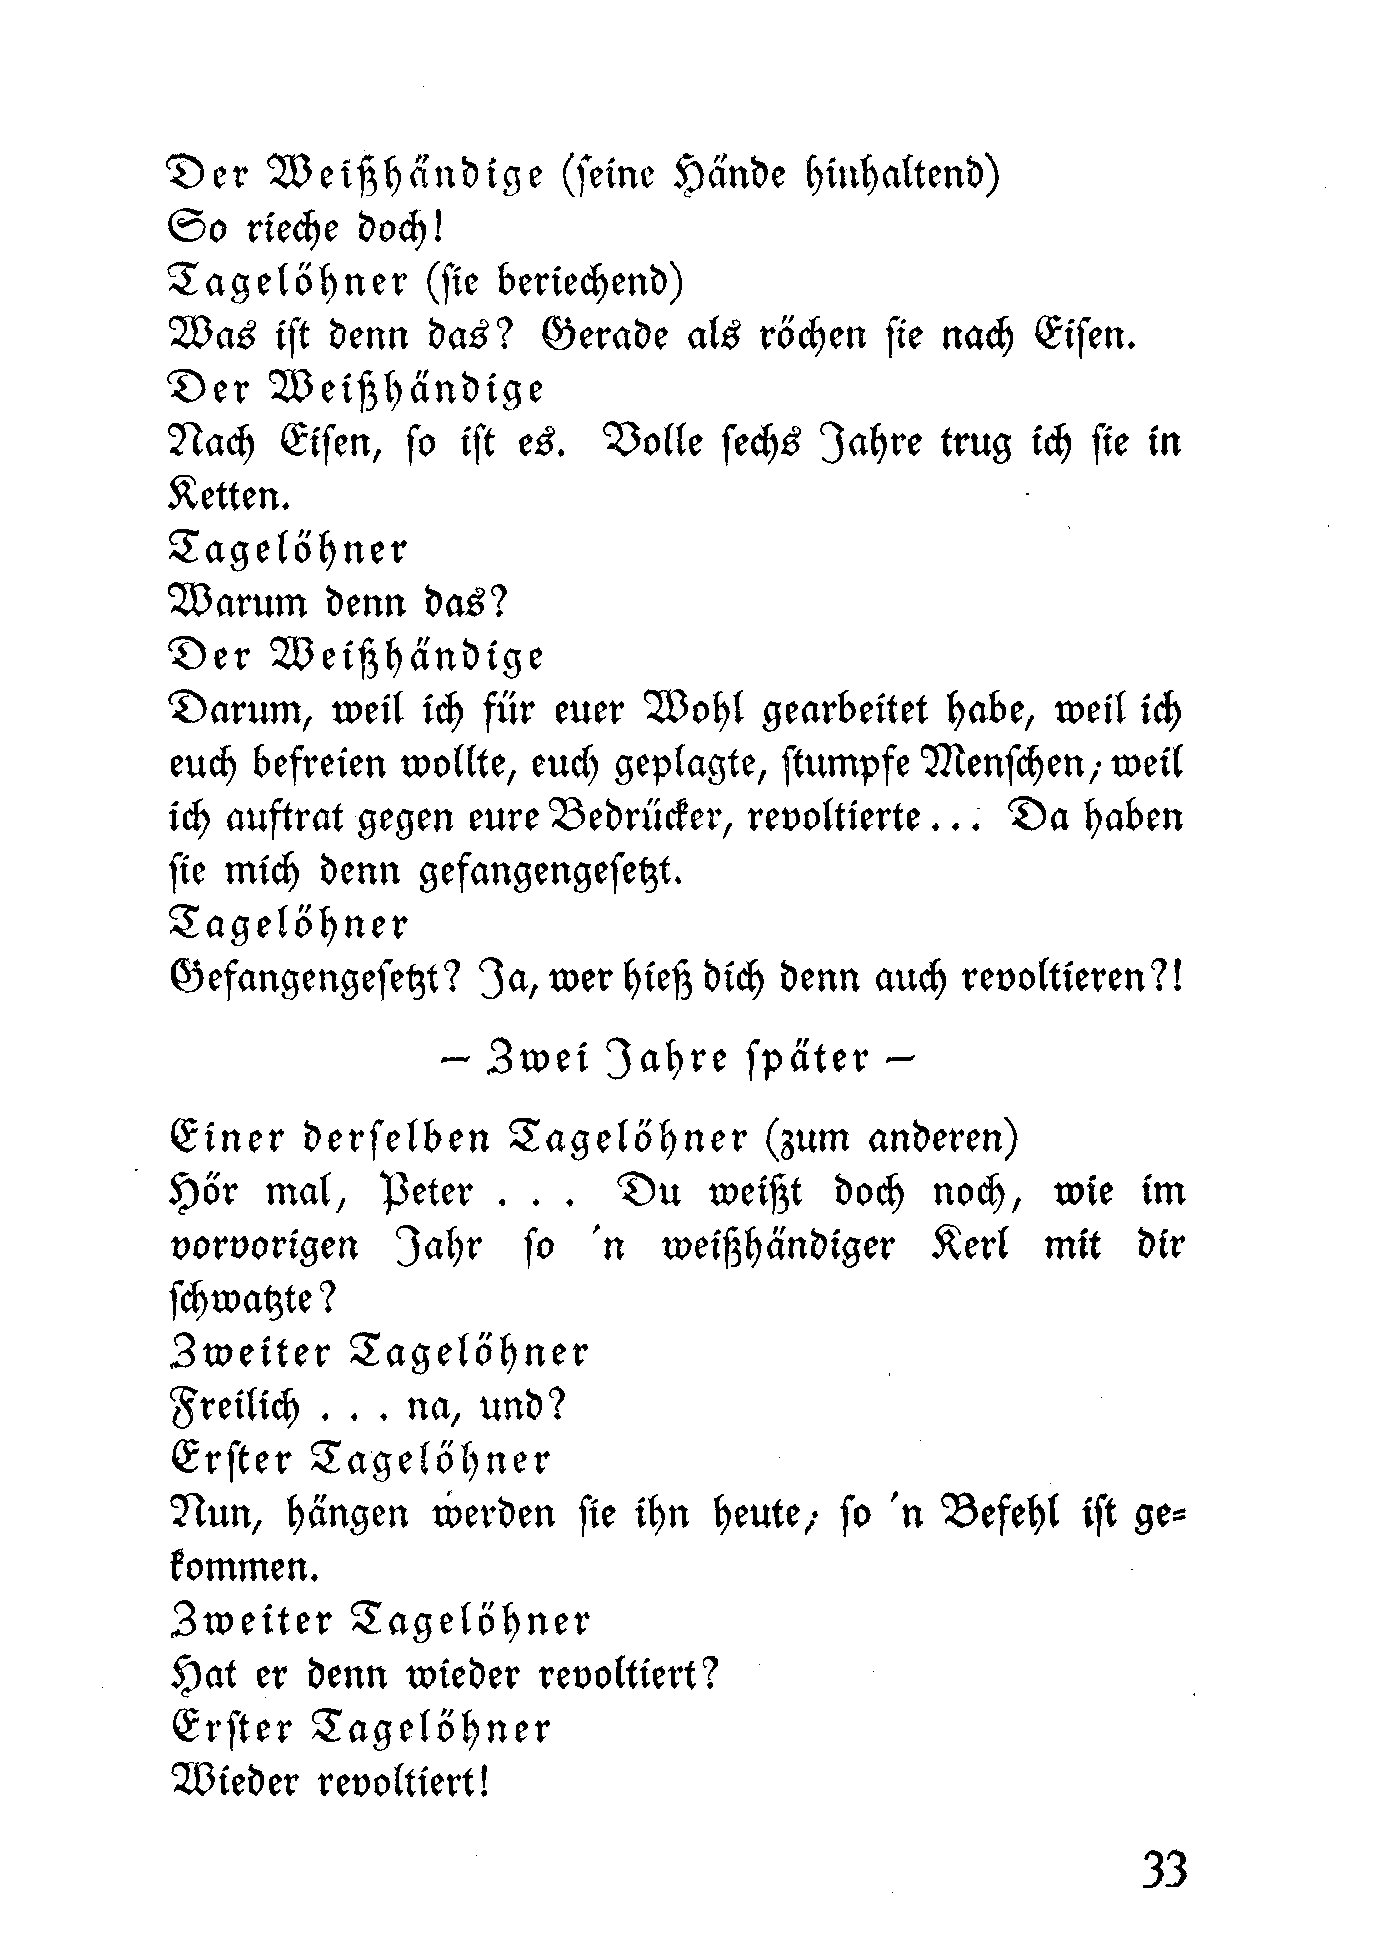 Der Weißhändige (seine Hände hinhaltend)
So rieche doch!
Tagelöhner (sie beriechend)
Was ist denn das? Gerade als röchen sie nach Eisen.
Der Weißhändige
Nach Eisen, so ist es. Volle sechs Jahre trug ich sie in
Ketten.
Tagelöhner
Warum denn das?
Der Weißhändige
Darum, weil ich für euer Wohl gearbeitet habe, weil ich
euch befreien wollte, euch geplagte, stumpfe Menschen; weil
ich auftrat gegen eure Bedrücker, revoltierte... Da haben
sie mich denn gefangengesetzt.
Tagelöhner
Gefangengesetzt? Ja, wer hieß dich denn auch revoltieren?!
— Zwei Jahre später —
Einer derselben Tagelöhner (zum anderen)
Hör mal, Peter . . . Du weißt doch noch, wie im
vorvorigen Jahr so 'n weißhändiger Kerl mit dir
schwatzte?
Zweiter Tagelöhner
Freilich . . . na, und?
Erster Tagelöhner
Nun, hängen werden sie ihn heute; so 'n Befehl ist ge=
kommen.
Zweiter Tagelöhner
Hat er denn wieder revoltiert?
Erster Tagelöhner
Wieder revoltiert!
33